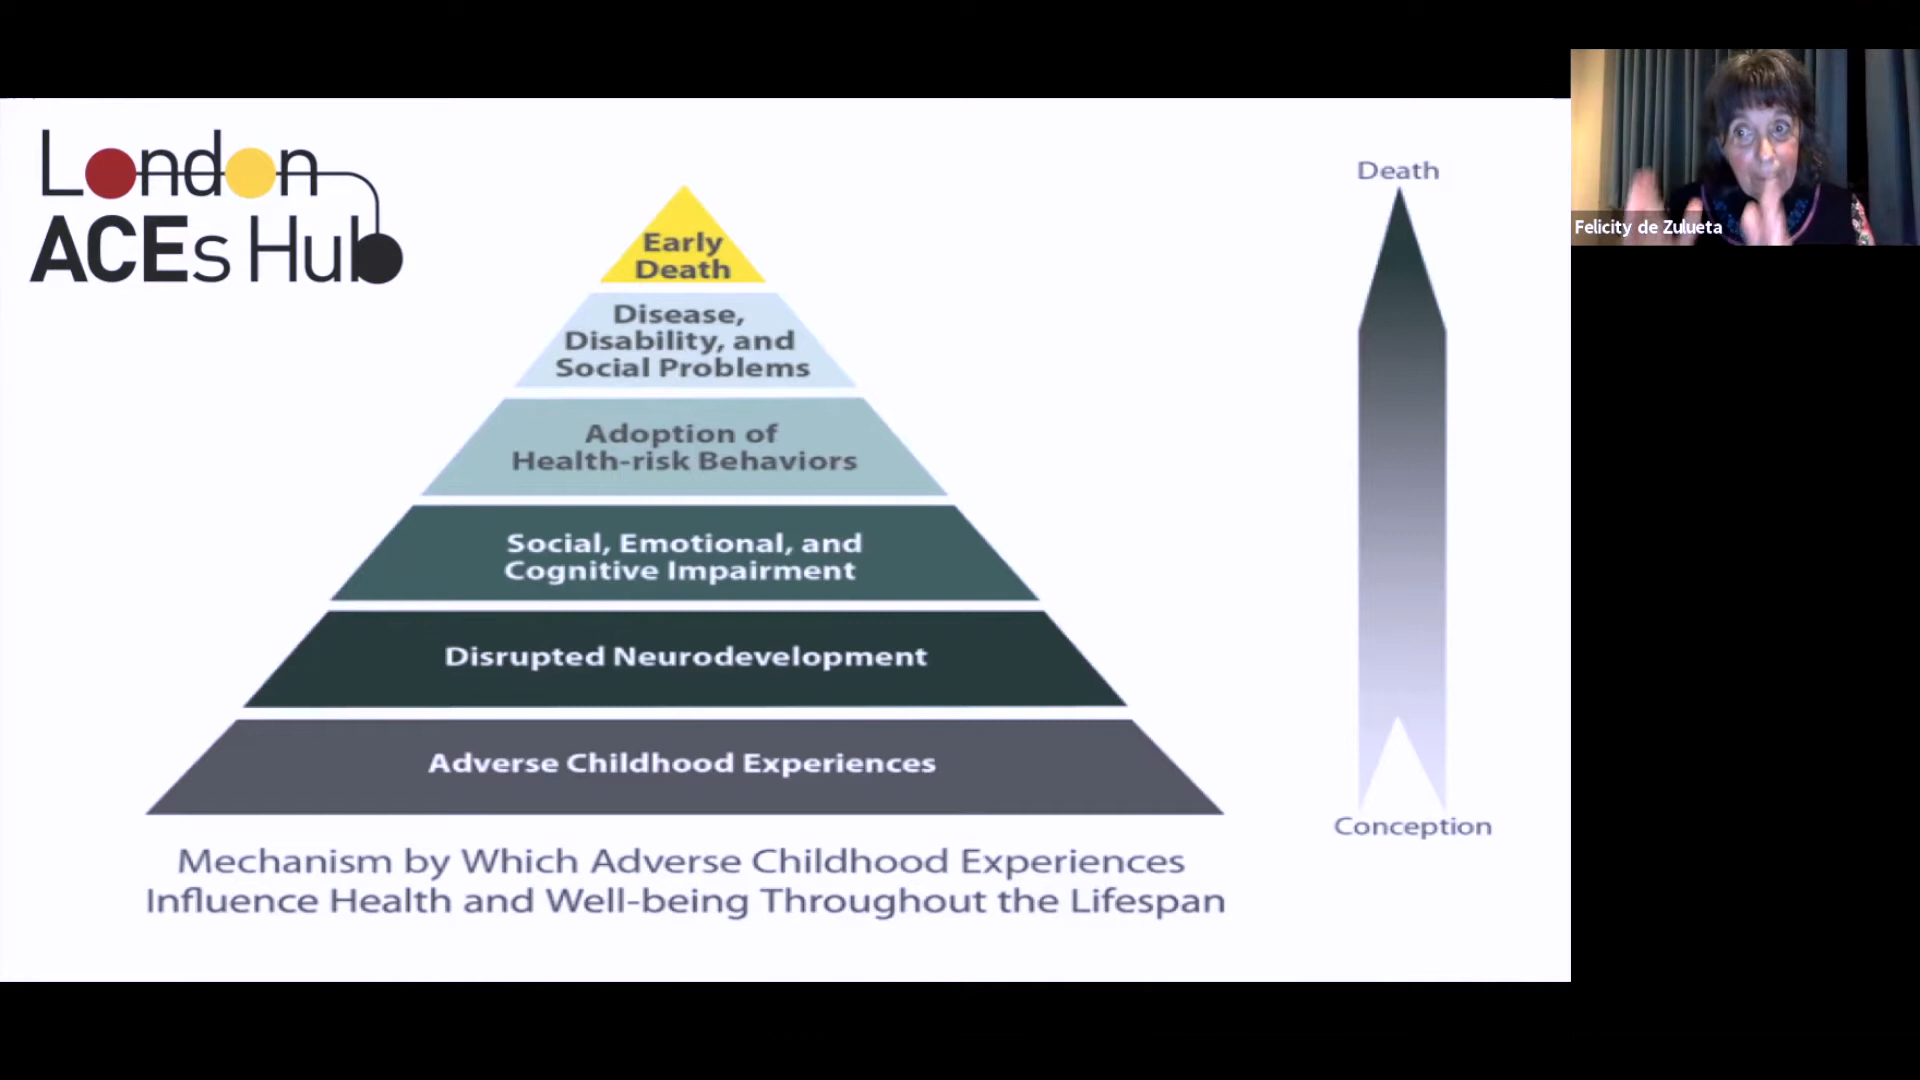 London
ACEs Hub
Early
Death
Disease,
Disability, and
Social Problems
Adoption of
Health-risk Behaviors
Social, Emotional, and
Cognitive Impairment
Disrupted Neurodevelopment
Adverse Childhood Experiences
Mechanism by Which Adverse Childhood Experiences
Influence Health and Well-being Throughout the Lifespan
Death
Conception
Felicity de Zulueta